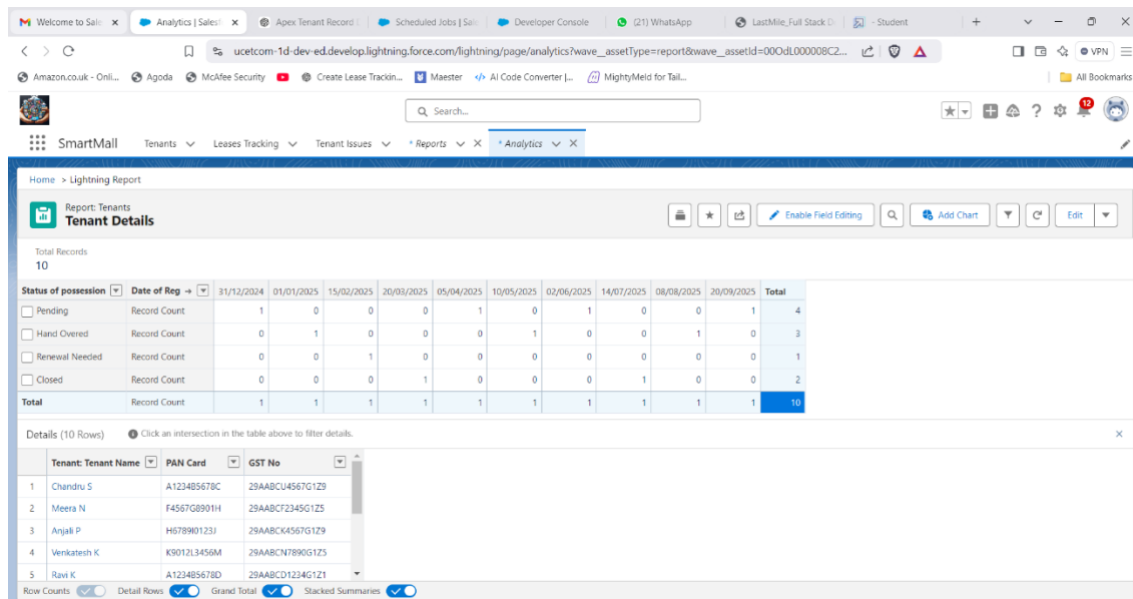 Welcome to Sale
Analytics | Salest
Apex Tenant Record L
Scheduled Jobs | Sale
Developer Console
(21) WhatsApp
LastMile_Full Stack D
- Student
ucetcom-1d-dev-ed.develop.lightning.force.com/lightning/page/analytics?wave__assetType=report&wave__assetId=00OdL000008C2...
VPN
Amazon.co.uk - Onli...
Agoda
McAfee Security
Create Lease Trackin...
Maester
AI Code Converter |...
MightyMeld for Tail...
All Bookmarks
Search...
12
SmartMall Tenants Leases Tracking Tenant Issues * Reports * Analytics
Home > Lightning Report
Report: Tenants
Tenant Details
Enable Field Editing
Add Chart
Edit
Total Records
10
Status of possession Date of Reg → 31/12/2024 01/01/2025 15/02/2025 20/03/2025 05/04/2025 10/05/2025 02/06/2025 14/07/2025 08/08/2025 20/09/2025 Total
Pending Record Count 1 0 0 0 1 0 1 0 0 1 4
Hand Overed Record Count 0 1 0 0 0 1 0 0 1 0 3
Renewal Needed Record Count 0 0 1 0 0 0 0 0 0 0 1
Closed Record Count 0 0 0 1 0 0 0 1 0 0 2
Total Record Count 1 1 1 1 1 1 1 1 1 1 10
Details (10 Rows) Click an intersection in the table above to filter details.
Tenant: Tenant Name PAN Card GST No
1 Chandru S A1234B5678C 29AABCU4567G1Z9
2 Meera N F4567G8901H 29AABCF2345G1Z5
3 Anjali P H6789I0123J 29AABCK4567G1Z9
4 Venkatesh K K9012L3456M 29AABCN7890G1Z5
5 Ravi K A1234B5678D 29AABCD1234G1Z1
Row Counts Detail Rows Grand Total Stacked Summaries